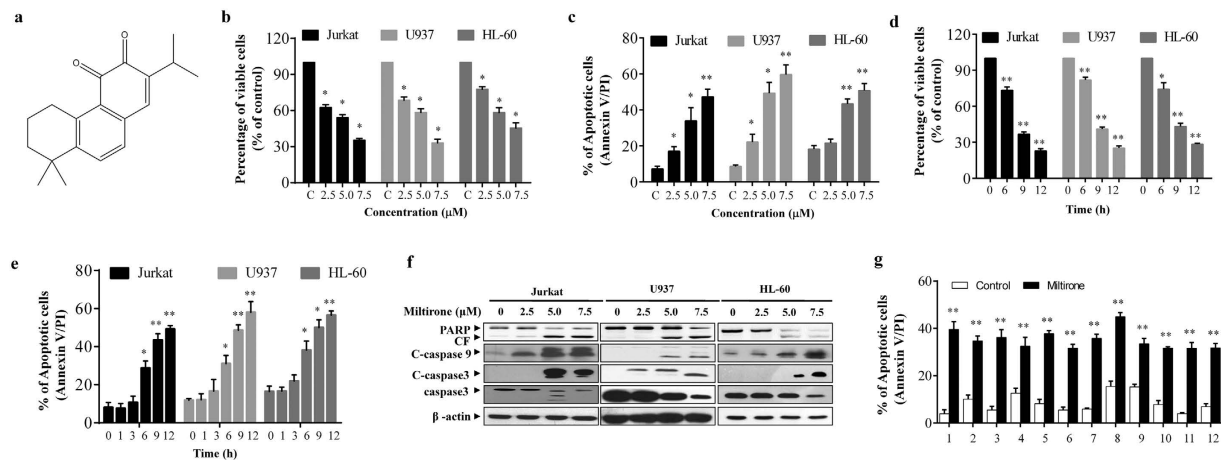 a
O
O
b
Jurkat U937 HL-60
Percentage of viable cells
(% of control)
120
90
60
30
0
* * * * * * * * *
C 2.5 5.0 7.5 C 2.5 5.0 7.5 C 2.5 5.0 7.5
Concentration (μM)
c
Jurkat U937 HL-60
% of Apoptotic cells
(Annexin V/PI)
80
60
40
20
0
* * ** * * ** ** **
C 2.5 5.0 7.5 C 2.5 5.0 7.5 C 2.5 5.0 7.5
Concentration (μM)
d
Jurkat U937 HL-60
Percentage of viable cells
(% of control)
120
90
60
30
0
** ** ** ** ** ** * ** **
0 6 9 12 0 6 9 12 0 6 9 12
Time (h)
e
Jurkat U937 HL-60
% of Apoptotic cells
(Annexin V/PI)
80
60
40
20
0
* ** ** * ** ** * * **
0 1 3 6 9 12 0 1 3 6 9 12 0 1 3 6 9 12
Time (h)
f
Jurkat U937 HL-60
Miltirone (μM) 0 2.5 5.0 7.5 0 2.5 5.0 7.5 0 2.5 5.0 7.5
PARP
CF
C-caspase 9
C-caspase3
caspase3
β -actin
g
Control Miltirone
% of Apoptotic cells
(Annexin V/PI)
60
40
20
0
** ** ** ** ** ** ** ** ** ** ** **
1 2 3 4 5 6 7 8 9 10 11 12